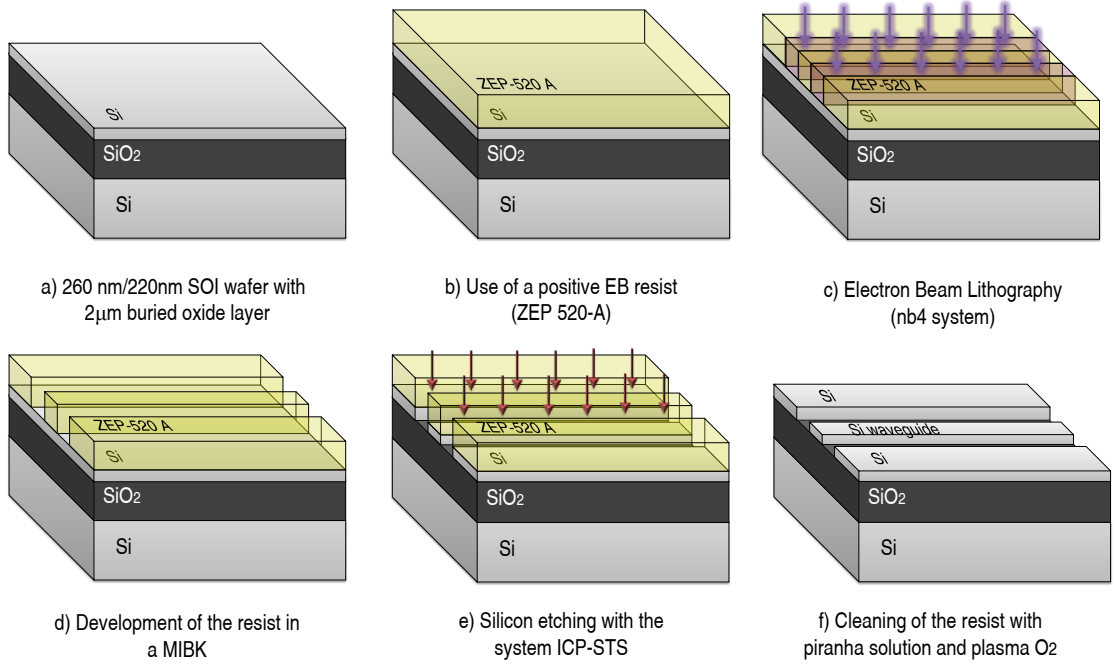 Si
SiO2
Si
a) 260 nm/220nm SOI wafer with
2μm buried oxide layer
ZEP-520 A
Si
SiO2
Si
b) Use of a positive EB resist
(ZEP 520-A)
ZEP-520 A
Si
SiO2
Si
c) Electron Beam Lithography
(nb4 system)
ZEP-520 A
Si
SiO2
Si
d) Development of the resist in
a MIBK
ZEP-520 A
Si
SiO2
Si
e) Silicon etching with the
system ICP-STS
Si
Si waveguide
Si
SiO2
Si
f) Cleaning of the resist with
piranha solution and plasma O2